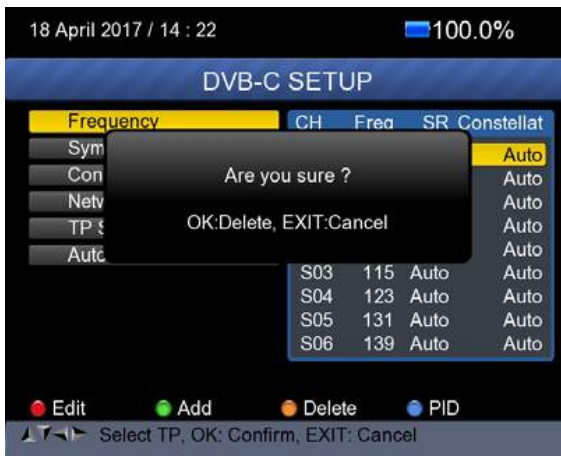 18 April 2017 / 14 : 22 100.0%
DVB-C SETUP
Frequency
CH Freq SR Constellat
Auto
Auto
Auto
Auto
Auto
Are you sure ?
OK:Delete, EXIT:Cancel
S03 115 Auto Auto
S04 123 Auto Auto
S05 131 Auto Auto
S06 139 Auto Auto
Edit Add Delete PID
Select TP, OK: Confirm, EXIT: Cancel